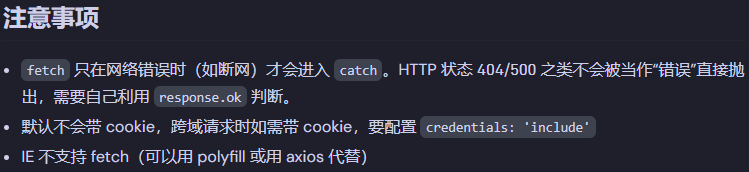 注意事项
• fetch 只在网络错误时（如断网）才会进入 catch。HTTP 状态 404/500 之类不会被当作“错误”直接抛
出，需要自己利用 response.ok 判断。
• 默认不会带 cookie，跨域请求时如需带 cookie，要配置 credentials: 'include'
• IE 不支持 fetch（可以用 polyfill 或用 axios 代替）